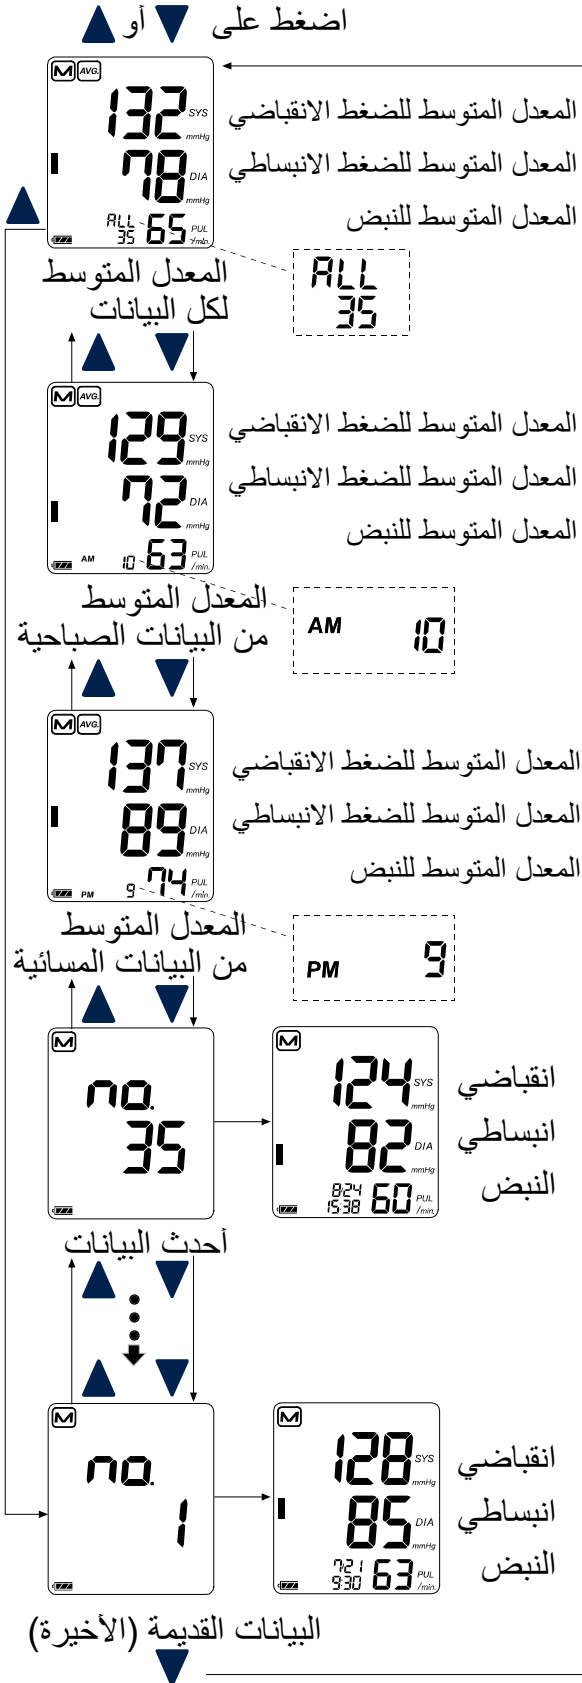 اضغط على ▼ أو ▲
M AVG.
132 SYS mmHg
المعدل المتوسط للضغط الانقباضي
78 DIA mmHg
المعدل المتوسط للضغط الانبساطي
ALL 35 65 PUL /min.
المعدل المتوسط للنبض
ALL
35
المعدل المتوسط
لكل البيانات
M AVG.
129 SYS mmHg
المعدل المتوسط للضغط الانقباضي
72 DIA mmHg
المعدل المتوسط للضغط الانبساطي
AM 10 63 PUL /min.
المعدل المتوسط للنبض
AM 10
المعدل المتوسط
من البيانات الصباحية
M AVG.
137 SYS mmHg
المعدل المتوسط للضغط الانقباضي
89 DIA mmHg
المعدل المتوسط للضغط الانبساطي
PM 9 74 PUL /min.
المعدل المتوسط للنبض
PM 9
المعدل المتوسط
من البيانات المسائية
M
no.
35
M
124 SYS mmHg
انقباضي
82 DIA mmHg
انبساطي
8:24 15:38 60 PUL /min.
النبض
أحدث البيانات
M
no.
1
M
128 SYS mmHg
انقباضي
85 DIA mmHg
انبساطي
7:21 9:30 63 PUL /min.
النبض
البيانات القديمة (الأخيرة)